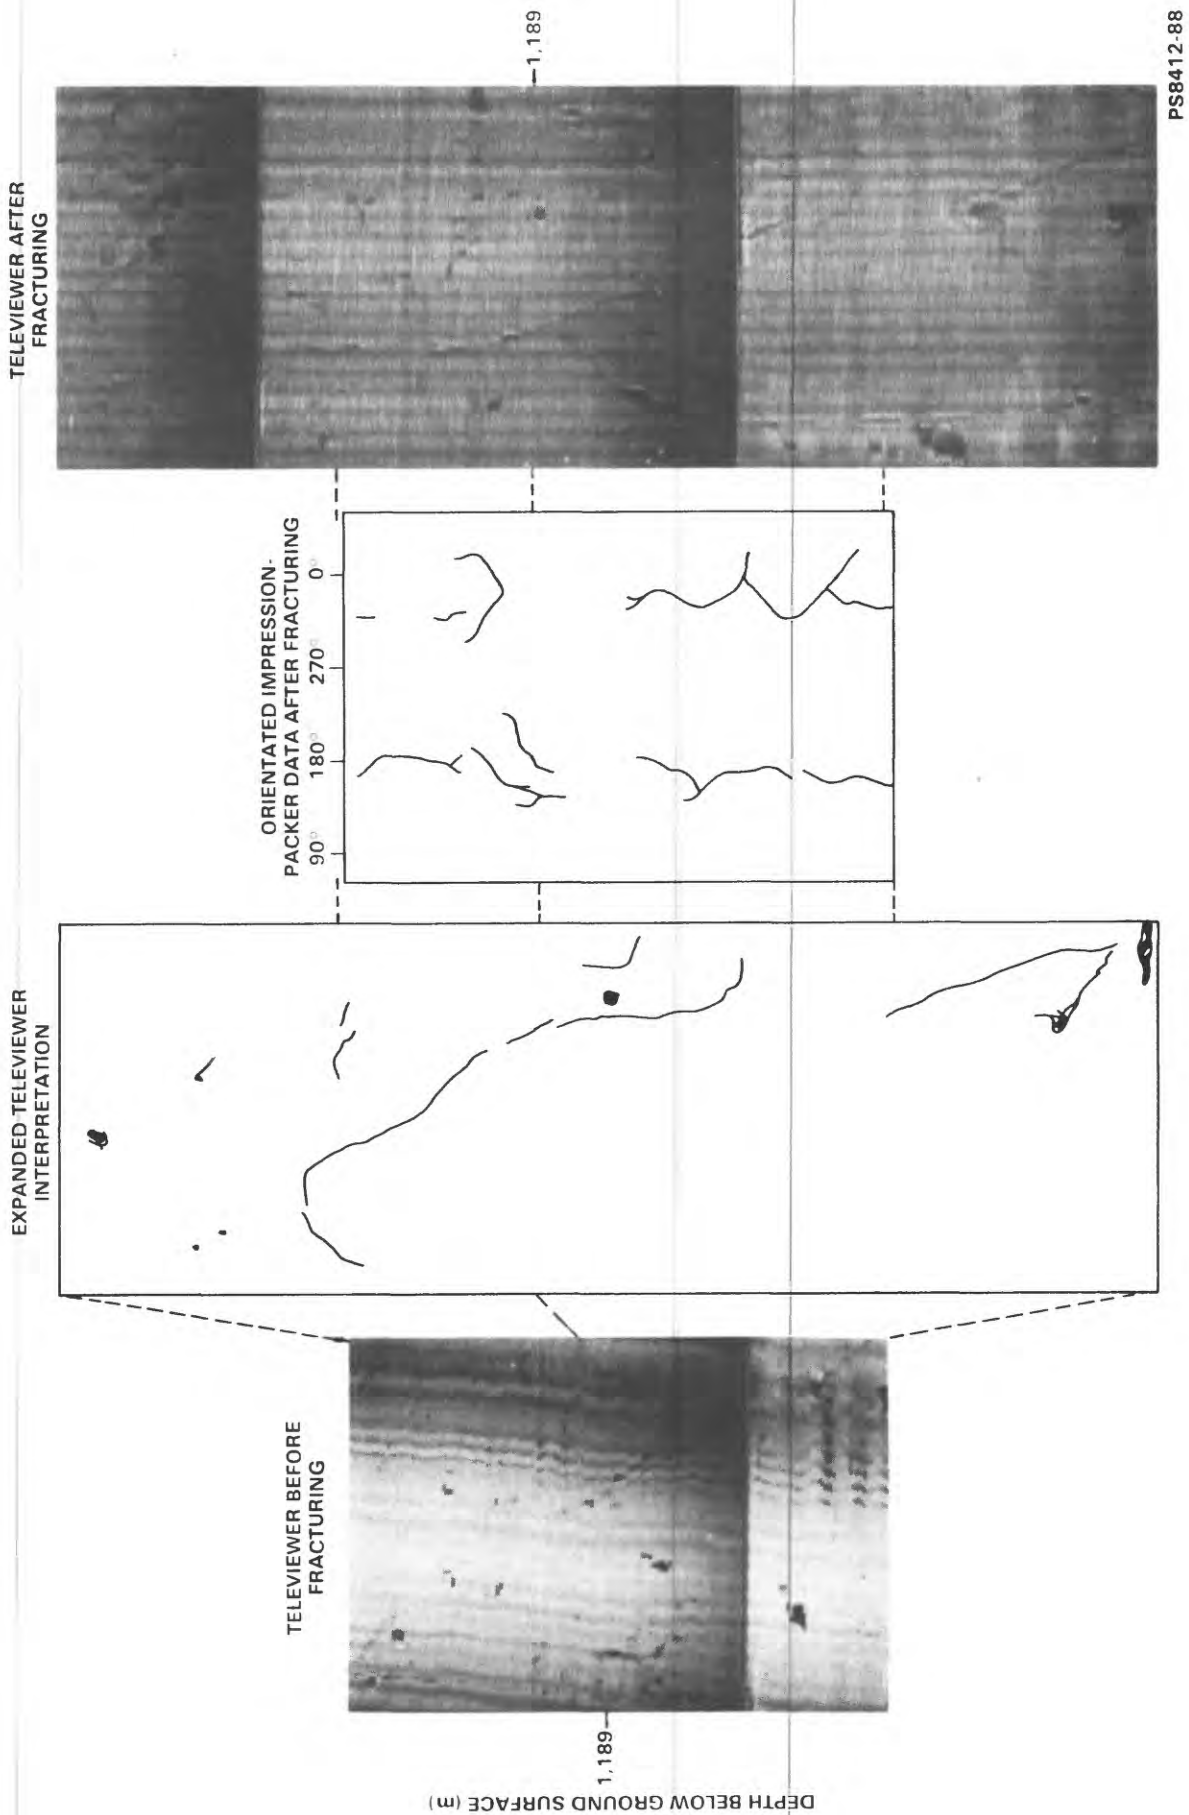 TELEVIEWER BEFORE
FRACTURING
EXPANDED-TELEVIEWER
INTERPRETATION
ORIENTATED IMPRESSION-
PACKER DATA AFTER FRACTURING
90° 180° 270° 0°
TELEVIEWER AFTER
FRACTURING
1,189
1,189
DEPTH BELOW GROUND SURFACE (m)
PS8412-88